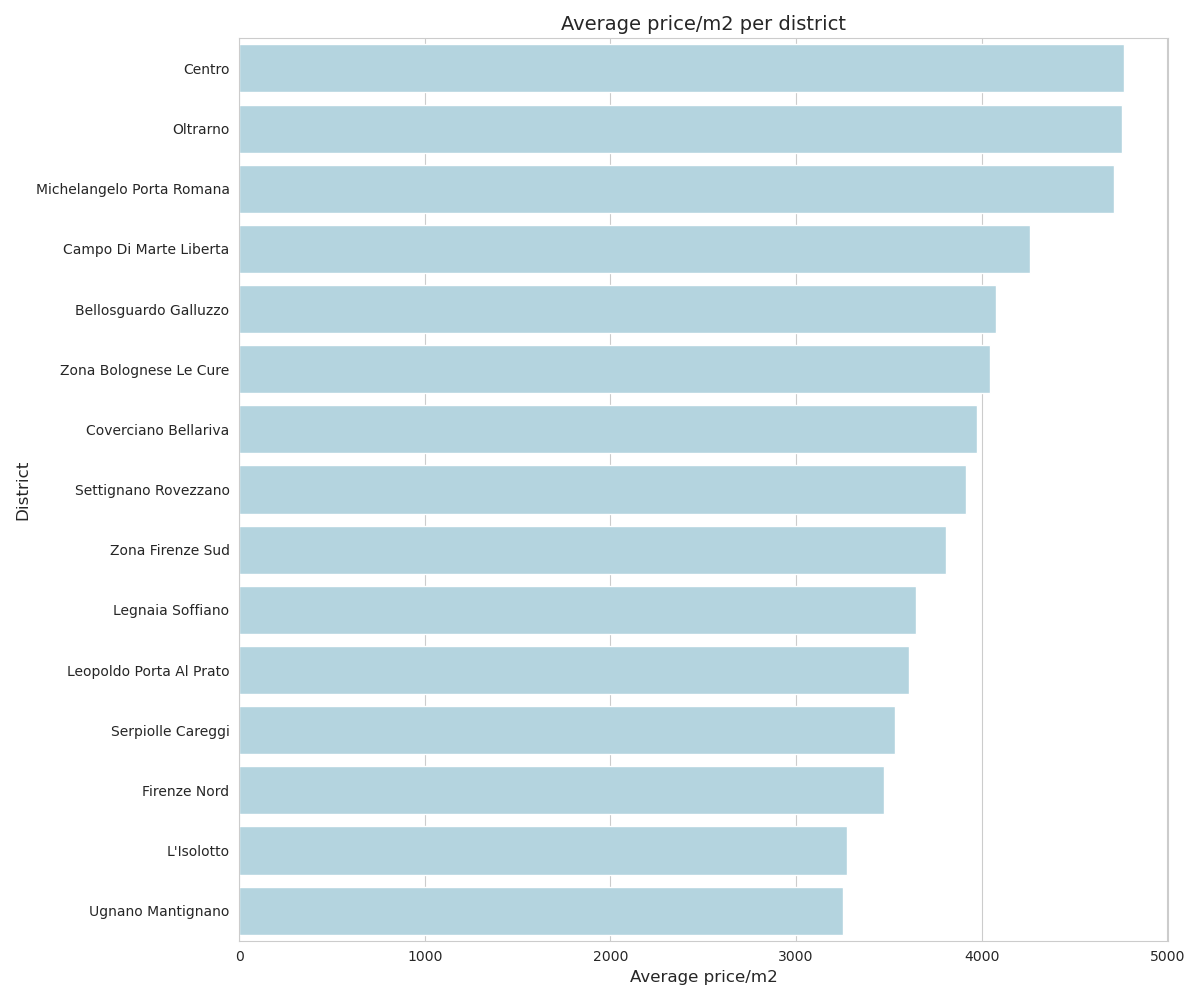 Average price/m2 per district
Centro
Oltrarno
Michelangelo Porta Romana
Campo Di Marte Liberta
Bellosguardo Galluzzo
Zona Bolognese Le Cure
Coverciano Bellariva
Settignano Rovezzano
Zona Firenze Sud
Legnaia Soffiano
Leopoldo Porta Al Prato
Serpiolle Careggi
Firenze Nord
L'Isolotto
Ugnano Mantignano
District
0 1000 2000 3000 4000 5000
Average price/m2